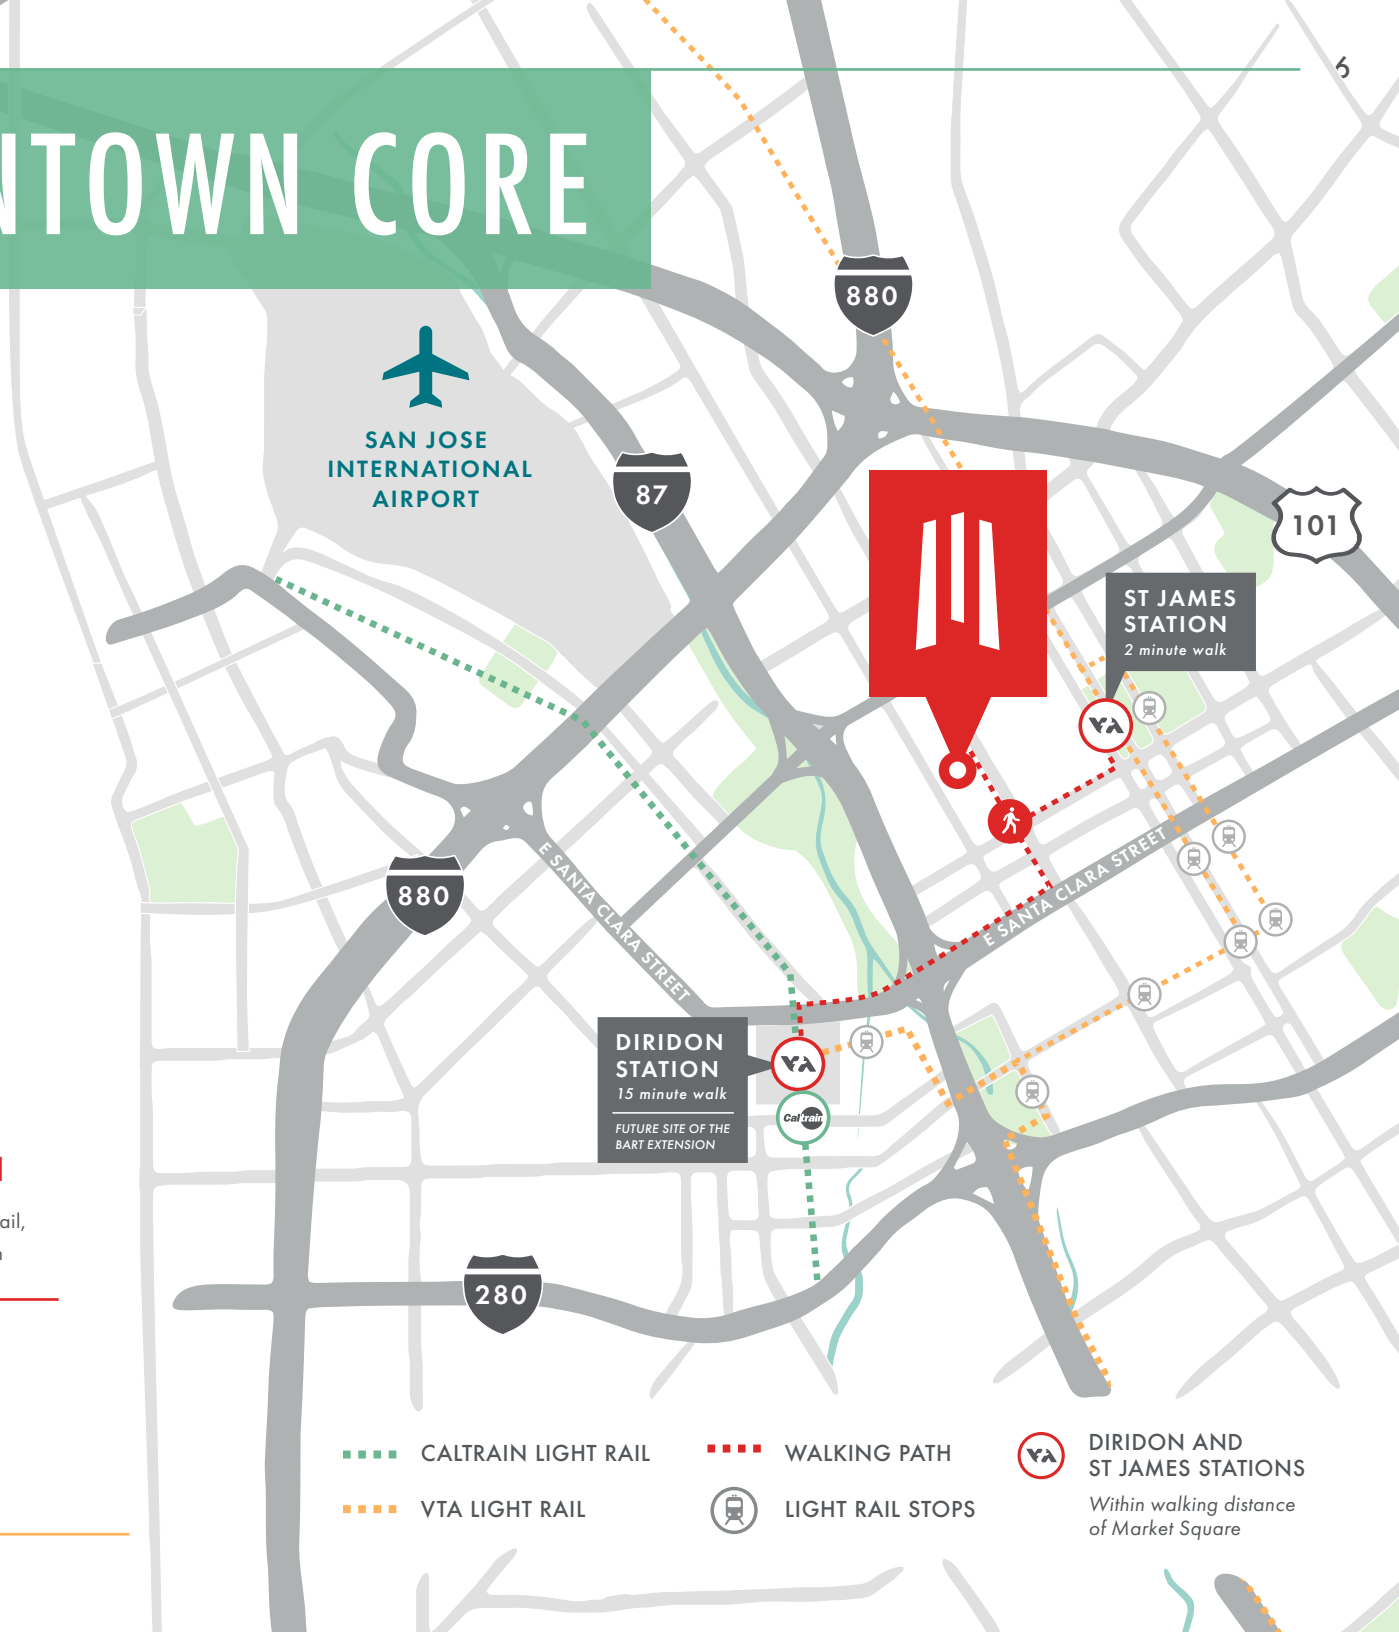 6
NTOWN CORE
880
SAN JOSE
INTERNATIONAL
AIRPORT
87
101
ST JAMES
STATION
2 minute walk
VTA
E SANTA CLARA STREET
880
E SANTA CLARA STREET
DIRIDON
STATION
15 minute walk
FUTURE SITE OF THE
BART EXTENSION
VTA
Caltrain
ail,
n
280
CALTRAIN LIGHT RAIL
WALKING PATH
VTA
DIRIDON AND
ST JAMES STATIONS
Within walking distance
of Market Square
VTA LIGHT RAIL
LIGHT RAIL STOPS